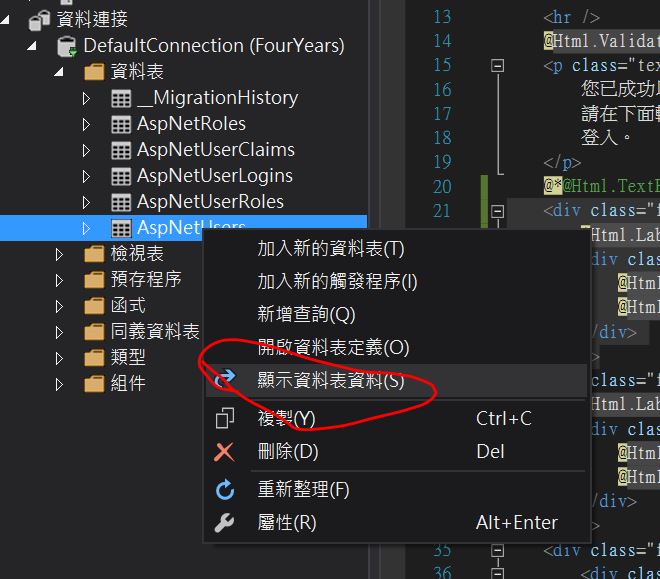 資料連接
DefaultConnection (FourYears)
資料表
__MigrationHistory
AspNetRoles
AspNetUserClaims
AspNetUserLogins
AspNetUserRoles
AspNetUsers
檢視表
預存程序
函式
同義資料表
類型
組件
加入新的資料表(T)
加入新的觸發程序(I)
新增查詢(Q)
開啟資料表定義(O)
顯示資料表資料(S)
複製(Y) Ctrl+C
刪除(D) Del
重新整理(F)
屬性(R) Alt+Enter
13 <hr />
14 @Html.Validat
15 <p class="tex
16 您已成功以
17 請在下面輸
18 登入。
19 </p>
20 @*@Html.TextB
21 <div class="f
Html.Lab
div clas
@Html
@Html
/div>
>
class="f
Html.Lab
div clas
@Html
@Html
/div>
>
35 <div class="f
36 <div clas